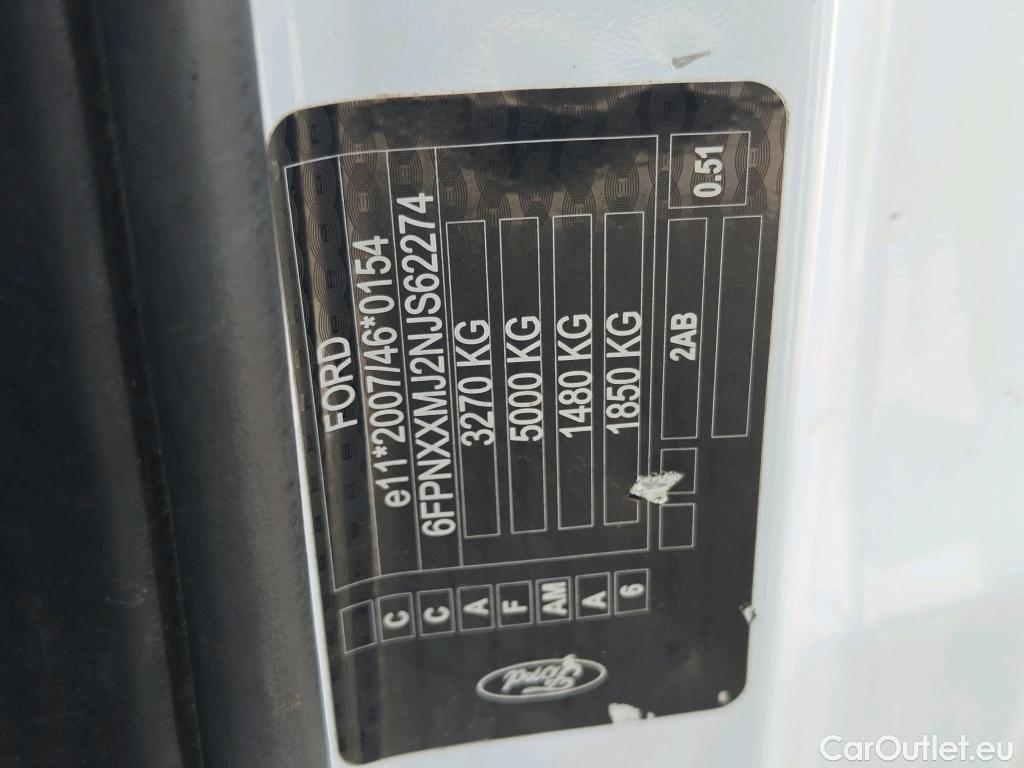 FORD
e11*2007/46*0154
6FPNXXMJ2NJS62274
3270 KG
5000 KG
1480 KG
1850 KG
2AB
0.51
C
C
A
F
AM
A
6
Ford
CarOutlet.eu